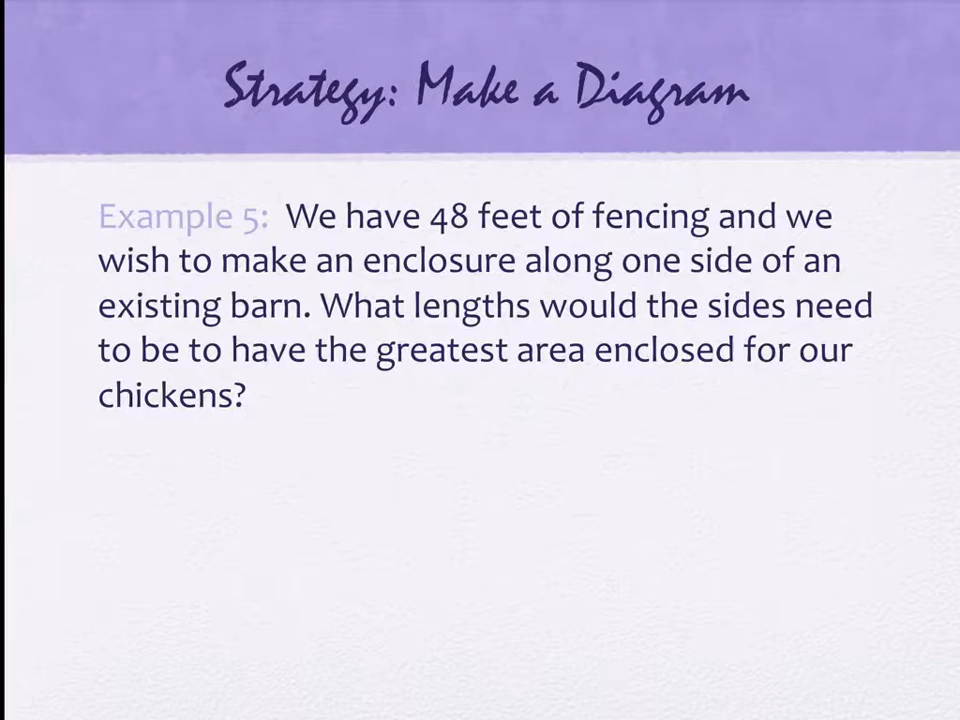 Strategy: Make a Diagram
Example 5: We have 48 feet of fencing and we
wish to make an enclosure along one side of an
existing barn. What lengths would the sides need
to be to have the greatest area enclosed for our
chickens?